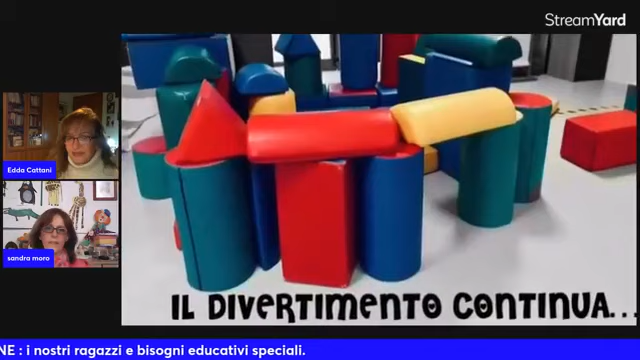 StreamYard
Edda Cattani
sandra moro
IL DIVERTIMENTO CONTINUA...
NE : i nostri ragazzi e bisogni educativi speciali.